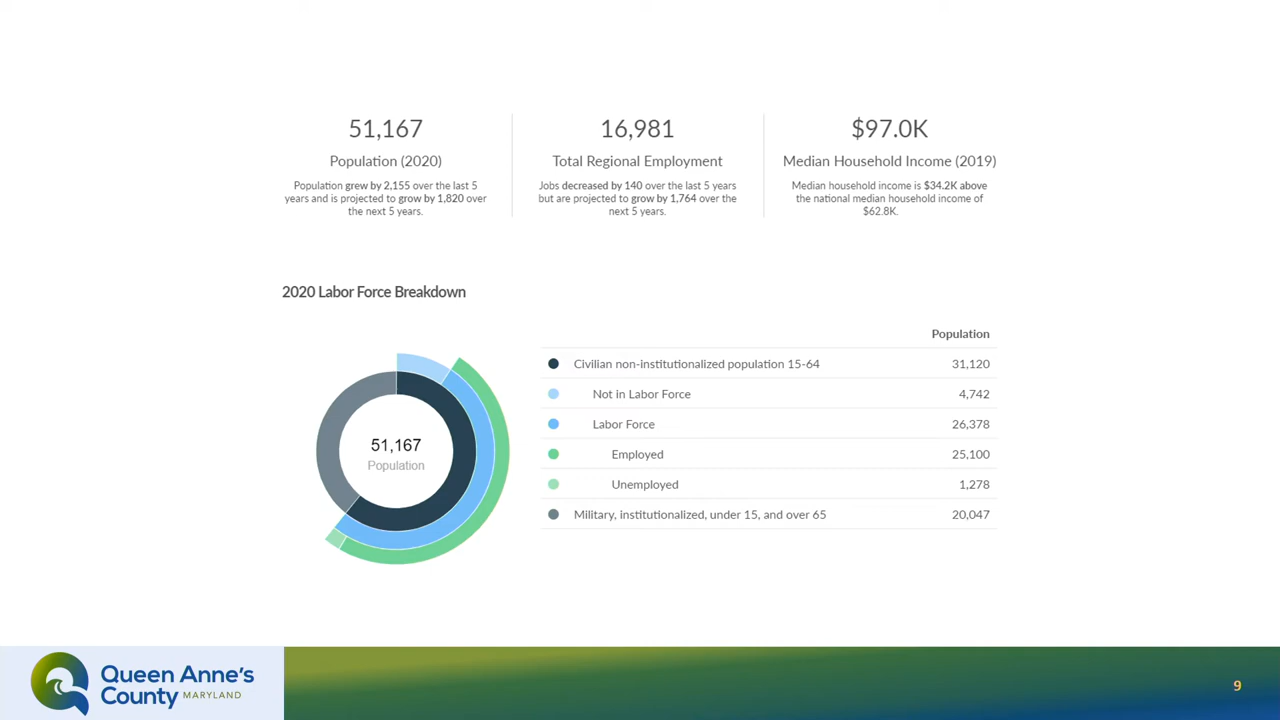 51,167
Population (2020)
Population grew by 2,155 over the last 5
years and is projected to grow by 1,820 over
the next 5 years.
16,981
Total Regional Employment
Jobs decreased by 140 over the last 5 years
but are projected to grow by 1,764 over the
next 5 years.
$97.0K
Median Household Income (2019)
Median household income is $34.2K above
the national median household income of
$62.8K.
2020 Labor Force Breakdown
51,167
Population
Population
Civilian non-institutionalized population 15-64 31,120
Not in Labor Force 4,742
Labor Force 26,378
Employed 25,100
Unemployed 1,278
Military, institutionalized, under 15, and over 65 20,047
Queen Anne's
County MARYLAND
9